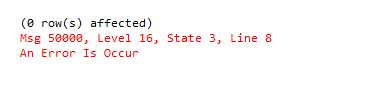 (0 row(s) affected)
Msg 50000, Level 16, State 3, Line 8
An Error Is Occur